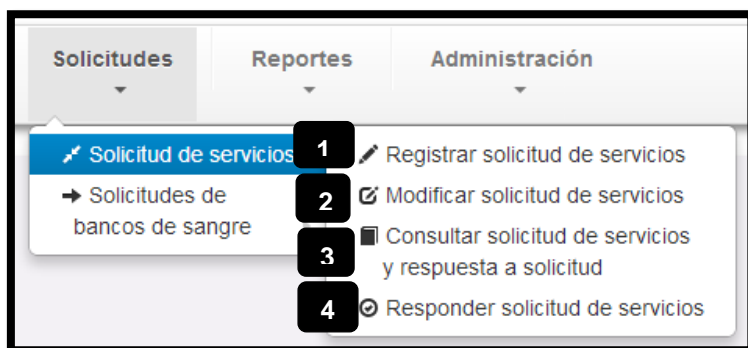 Solicitudes Reportes Administración
Solicitud de servicios
Solicitudes de
bancos de sangre
1 Registrar solicitud de servicios
2 Modificar solicitud de servicios
3 Consultar solicitud de servicios
y respuesta a solicitud
4 Responder solicitud de servicios